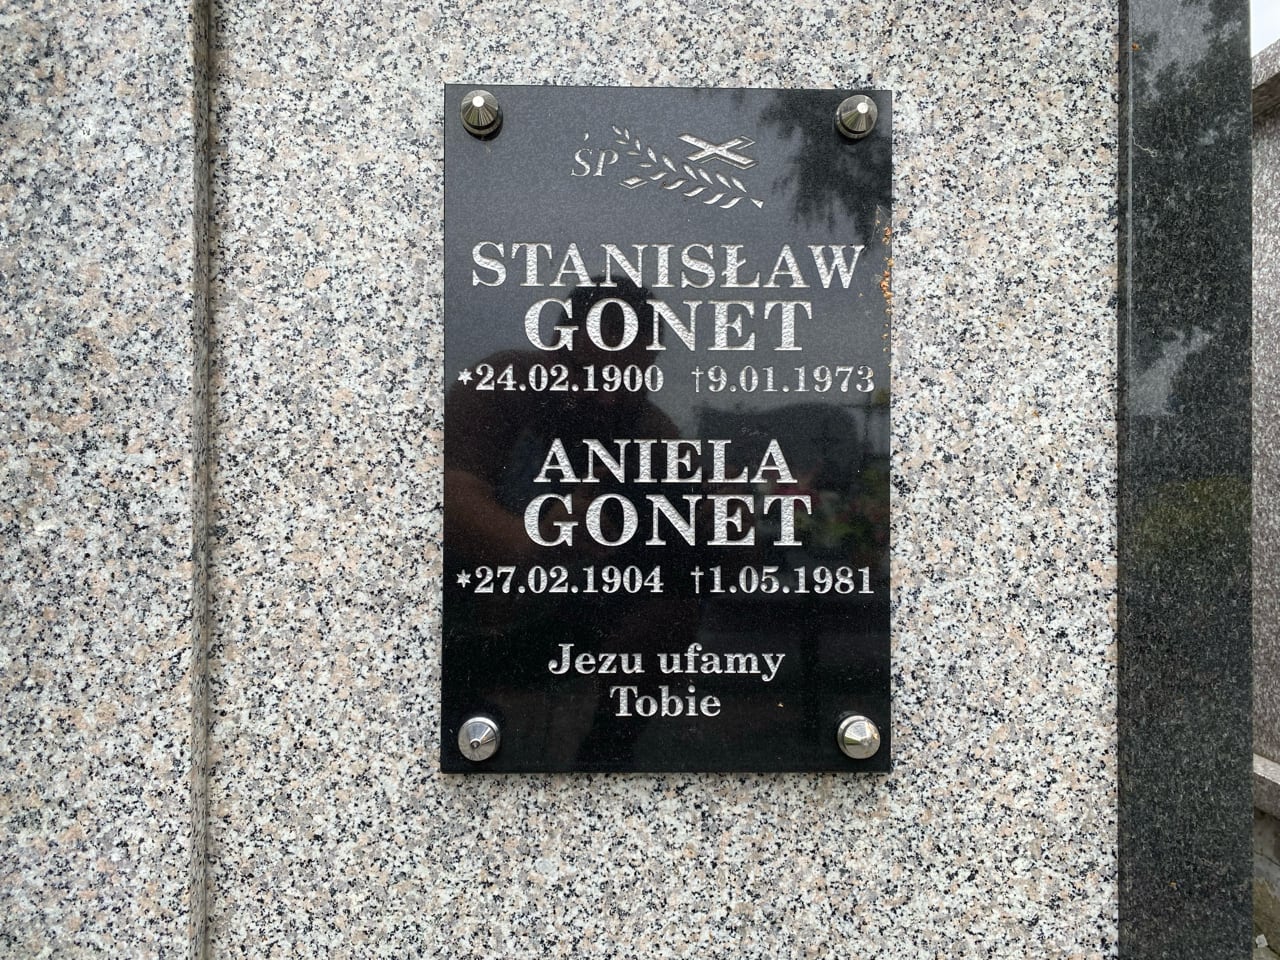 ŚP
STANISŁAW
GONET
*24.02.1900 †9.01.1973
ANIELA
GONET
*27.02.1904 †1.05.1981
Jezu ufamy
Tobie